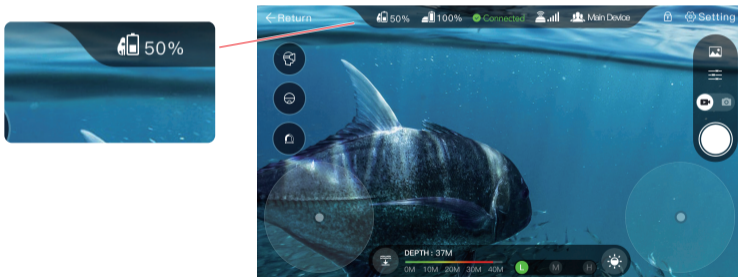 50%
Return
50%
100%
Connected
Main Device
Setting
DEPTH : 37M
0M 10M 20M 30M 40M
L M H